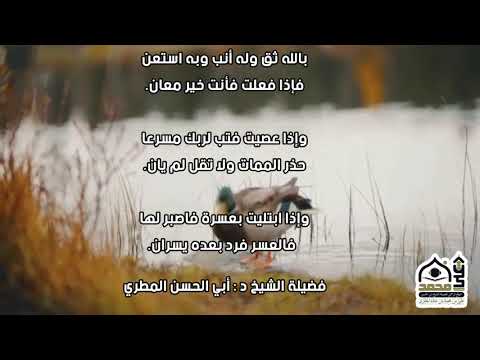 بالله ثق وله أنب وبه استعن
فإذا فعلت فأنت خير معان.
وإذا عصيت فتب لربك مسرعا
حذر الممات ولا تقل لم يان.
وإذا ابتليت بعسرة فاصبر لها
فالعسر فرد بعده يسران.
فضيلة الشيخ د : أبي الحسن المطري